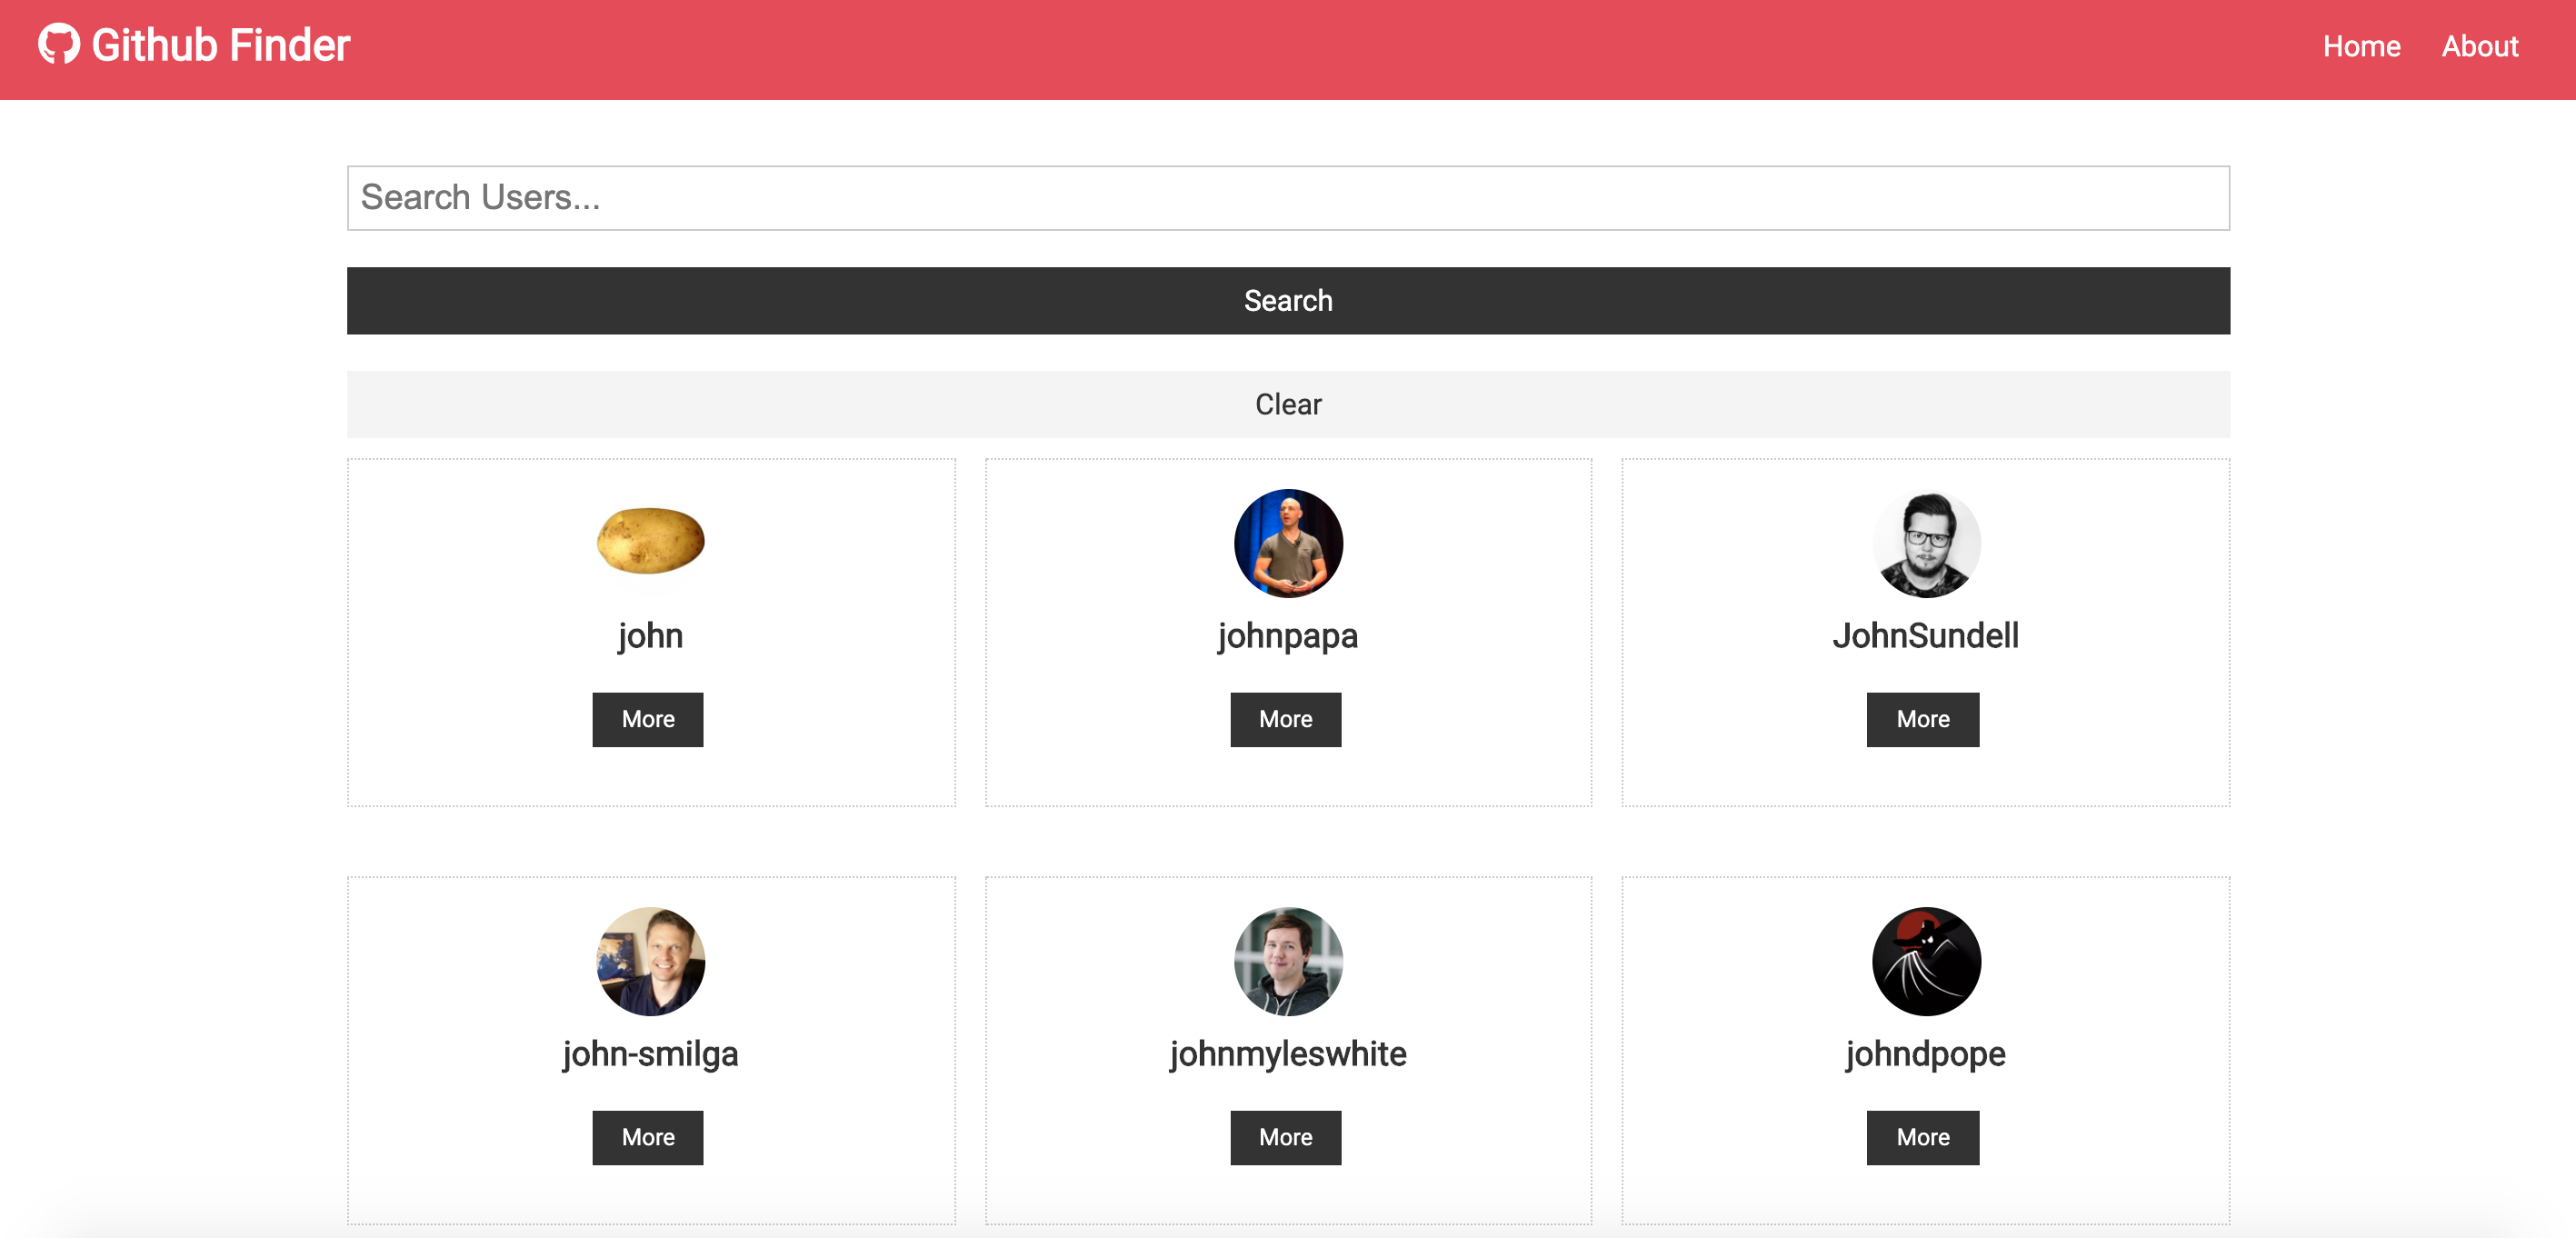 Github Finder
Home About
Search Users...
Search
Clear
john johnpapa JohnSundell
More More More
john-smilga johnmyleswhite johndpope
More More More